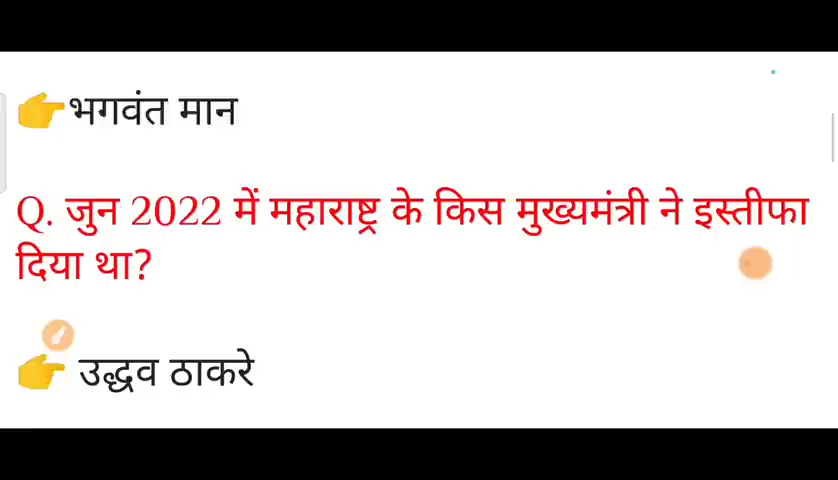 👉भगवंत मान
Q. जुन 2022 में महाराष्ट्र के किस मुख्यमंत्री ने इस्तीफा
दिया था?
👉 उद्धव ठाकरे